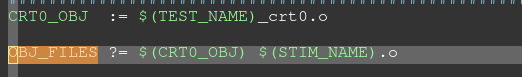 CRT0_OBJ := $(TEST_NAME)_crt0.o
OBJ_FILES ?= $(CRT0_OBJ) $(STIM_NAME).o